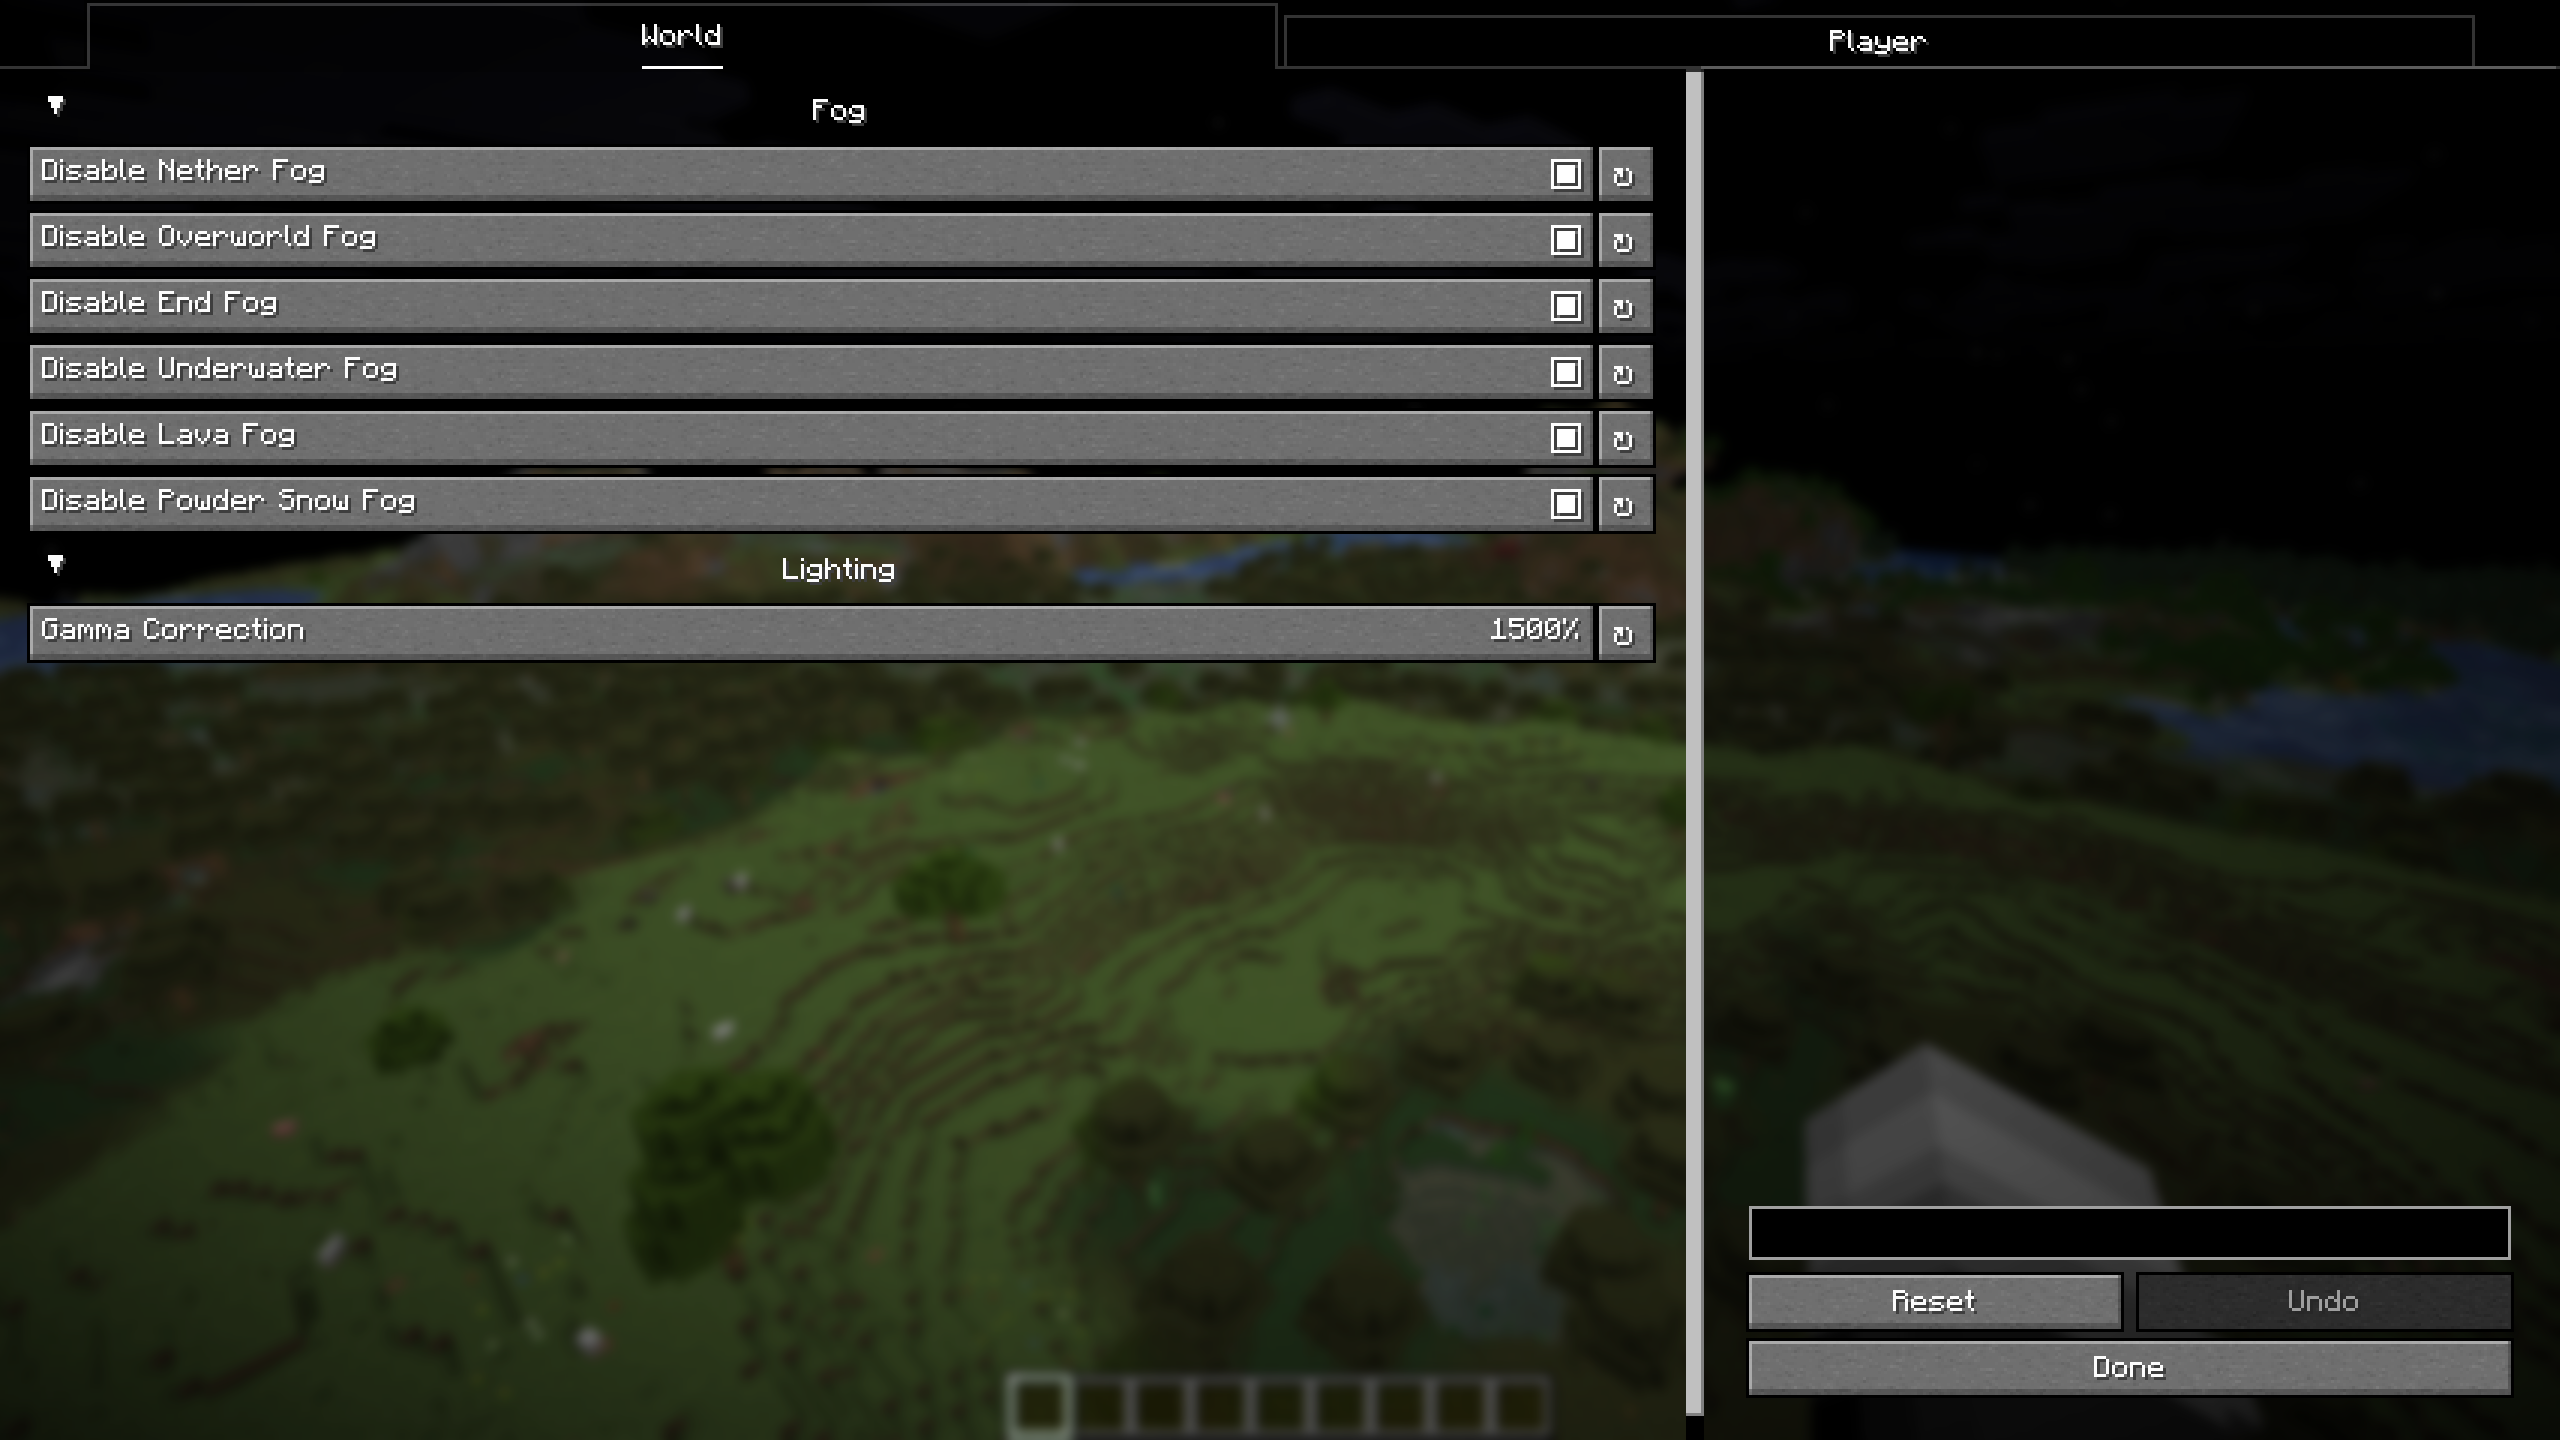 World
Player
Fog
Disable Nether Fog
Disable Overworld Fog
Disable End Fog
Disable Underwater Fog
Disable Lava Fog
Disable Powder Snow Fog
Lighting
Gamma Correction 1500%
Reset Undo
Done